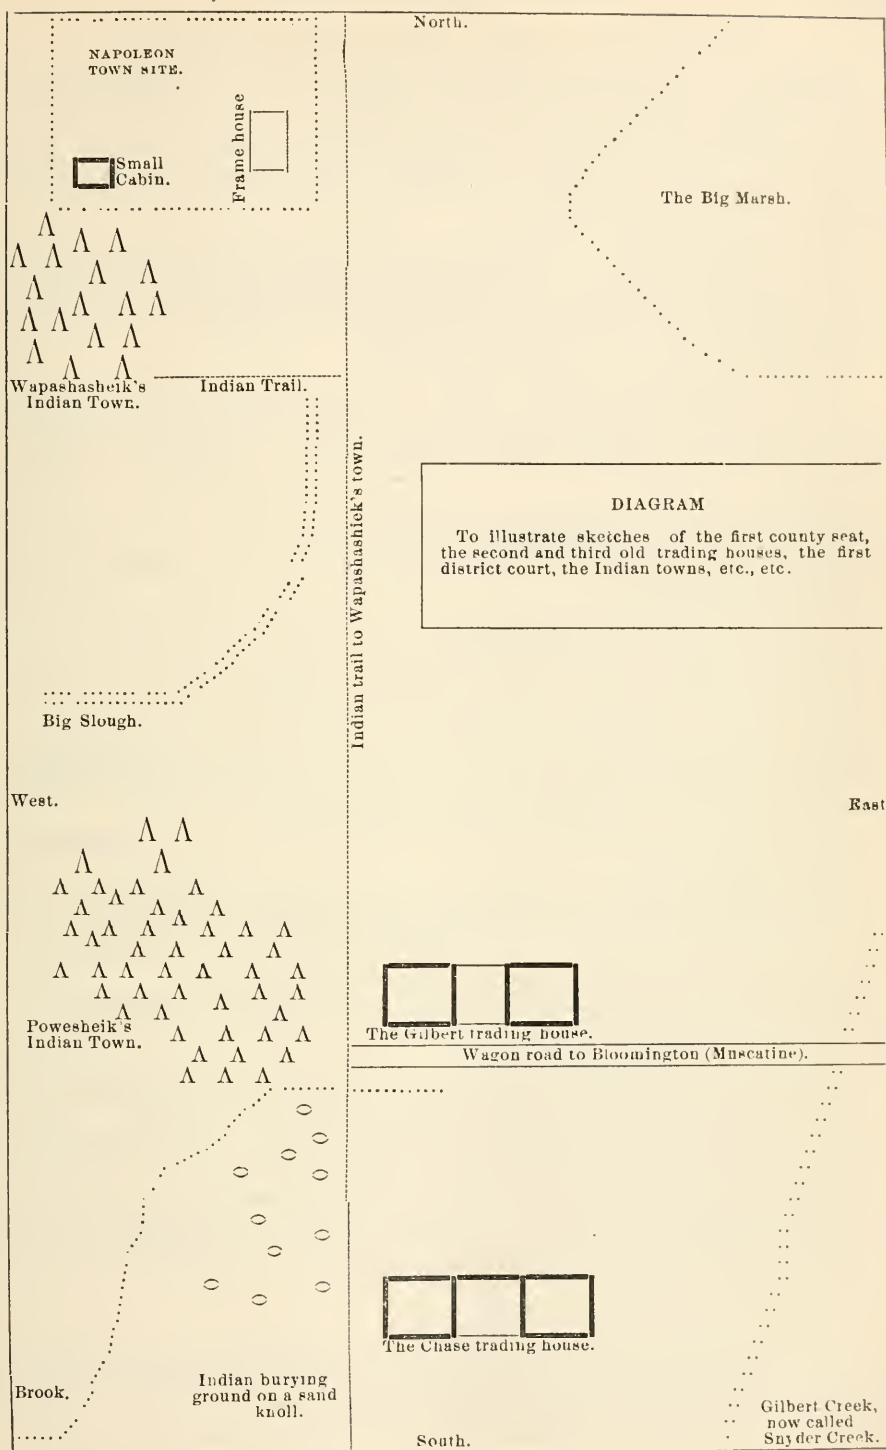 North.
NAPOLEON
TOWN SITE.
Frame house
Small
Cabin.
The Big Marsh.
Wapashasheik's
Indian Town.
Indian Trail.
Indian trail to Wapashashiek's town.
DIAGRAM
To illustrate sketches of the first county seat,
the second and third old trading houses, the first
district court, the Indian towns, etc., etc.
Big Slough.
West.
East
Powesheik's
Indian Town.
The Gilbert trading house.
Wagon road to Bloomington (Muscatine).
The Chase trading house.
Brook.
Indian burying
ground on a sand
knoll.
Gilbert Creek,
now called
Snyder Creek.
South.